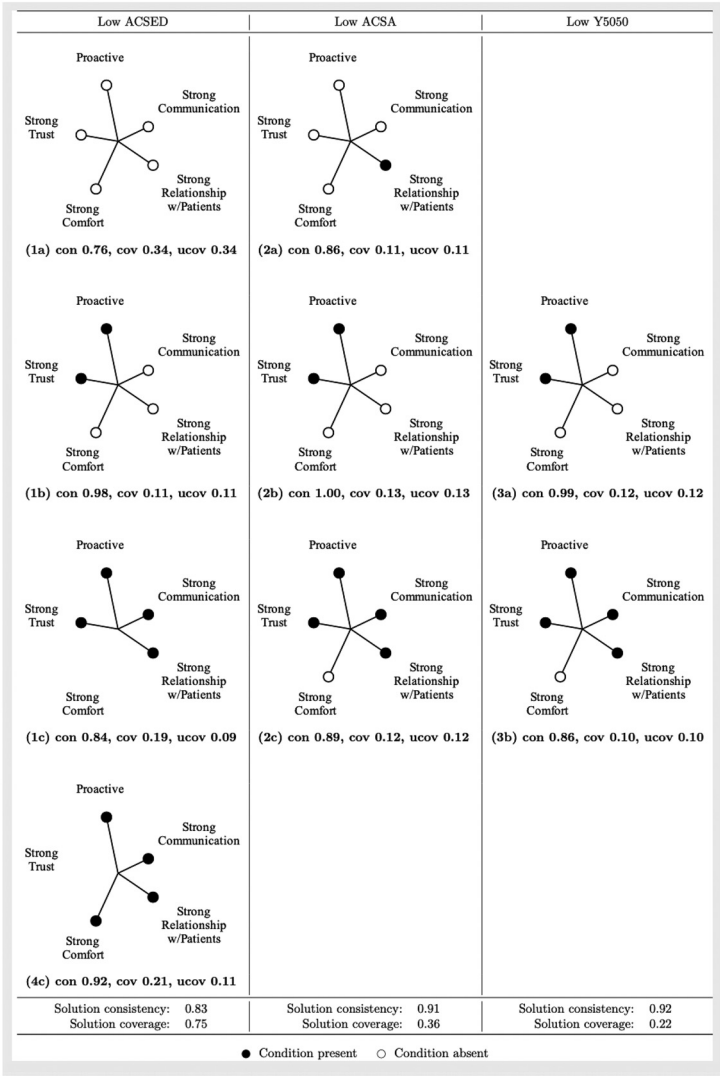 Low ACSED
Low ACSA
Low Y5050
Proactive
Strong
Communication
Strong
Trust
Strong
Relationship
w/Patients
Strong
Comfort
(1a) con 0.76, cov 0.34, ucov 0.34
Proactive
Strong
Communication
Strong
Trust
Strong
Relationship
w/Patients
Strong
Comfort
(2a) con 0.86, cov 0.11, ucov 0.11
Proactive
Strong
Communication
Strong
Trust
Strong
Relationship
w/Patients
Strong
Comfort
(1b) con 0.98, cov 0.11, ucov 0.11
Proactive
Strong
Communication
Strong
Trust
Strong
Relationship
w/Patients
Strong
Comfort
(2b) con 1.00, cov 0.13, ucov 0.13
Proactive
Strong
Communication
Strong
Trust
Strong
Relationship
w/Patients
Strong
Comfort
(3a) con 0.99, cov 0.12, ucov 0.12
Proactive
Strong
Communication
Strong
Trust
Strong
Relationship
w/Patients
Strong
Comfort
(1c) con 0.84, cov 0.19, ucov 0.09
Proactive
Strong
Communication
Strong
Trust
Strong
Relationship
w/Patients
Strong
Comfort
(2c) con 0.89, cov 0.12, ucov 0.12
Proactive
Strong
Communication
Strong
Trust
Strong
Relationship
w/Patients
Strong
Comfort
(3b) con 0.86, cov 0.10, ucov 0.10
Proactive
Strong
Communication
Strong
Trust
Strong
Relationship
w/Patients
Strong
Comfort
(4c) con 0.92, cov 0.21, ucov 0.11
Solution consistency: 0.83
Solution coverage: 0.75
Solution consistency: 0.91
Solution coverage: 0.36
Solution consistency: 0.92
Solution coverage: 0.22
● Condition present ○ Condition absent